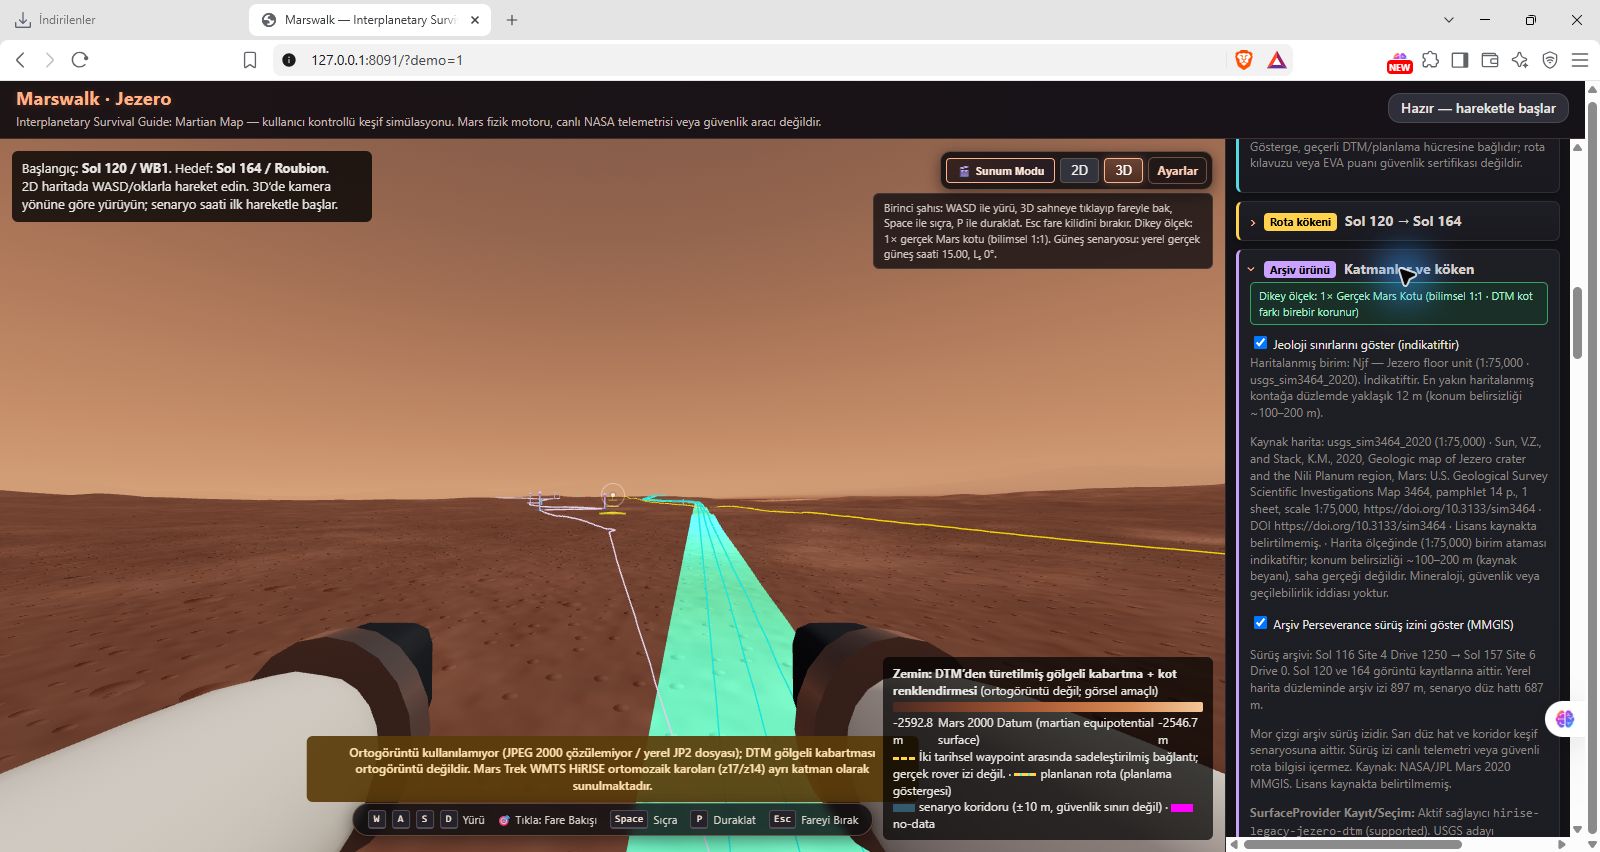 İndirilenler
Marswalk — Interplanetary Survi
127.0.0.1:8091/?demo=1
NEW
Marswalk · Jezero
Interplanetary Survival Guide: Martian Map — kullanıcı kontrollü keşif simülasyonu. Mars fizik motoru, canlı NASA telemetrisi veya güvenlik aracı değildir.
Hazır — hareketle başlar
Başlangıç: Sol 120 / WB1. Hedef: Sol 164 / Roubion.
2D haritada WASD/oklarla hareket edin. 3D'de kamera
yönüne göre yürüyün; senaryo saati ilk hareketle başlar.
Sunum Modu
2D
3D
Ayarlar
Birinci şahıs: WASD ile yürü, 3D sahneye tıklayıp fareyle bak,
Space ile sıçra, P ile duraklat. Esc fare kilidini bırakır. Dikey ölçek:
1× gerçek Mars kotu (bilimsel 1:1). Güneş senaryosu: yerel gerçek
güneş saati 15.00, Lₛ 0°.
Gösterge, geçerli DTM/planlama hücresine bağlıdır; rota
kılavuzu veya EVA puanı güvenlik sertifikası değildir.
Rota kökeni Sol 120 → Sol 164
Arşiv ürünü Katmanlar ve köken
Dikey ölçek: 1× Gerçek Mars Kotu (bilimsel 1:1 · DTM kot
farkı birebir korunur)
Jeoloji sınırlarını göster (indikatiftir)
Haritalanmış birim: Njf — Jezero floor unit (1:75,000 ·
usgs_sim3464_2020). İndikatiftir. En yakın haritalanmış
kontağa düzlemde yaklaşık 12 m (konum belirsizliği
~100–200 m).
Kaynak harita: usgs_sim3464_2020 (1:75,000) · Sun, V.Z.,
and Stack, K.M., 2020, Geologic map of Jezero crater
and the Nili Planum region, Mars: U.S. Geological Survey
Scientific Investigations Map 3464, pamphlet 14 p., 1
sheet, scale 1:75,000, https://doi.org/10.3133/sim3464 ·
DOI https://doi.org/10.3133/sim3464 · Lisans kaynakta
belirtilmemiş. · Harita ölçeğinde (1:75,000) birim ataması
indikatiftir; konum belirsizliği ~100–200 m (kaynak
beyanı), saha gerçeği değildir. Mineraloji, güvenlik veya
geçilebilirlik iddiası yoktur.
Arşiv Perseverance sürüş izini göster (MMGIS)
Sürüş arşivi: Sol 116 Site 4 Drive 1250 → Sol 157 Site 6
Drive 0. Sol 120 ve 164 görüntü kayıtlarına aittir. Yerel
harita düzleminde arşiv izi 897 m, senaryo düz hattı 687
m.
Mor çizgi arşiv sürüş izidir. Sarı düz hat ve koridor keşif
senaryosuna aittir. Sürüş izi canlı telemetri veya güvenli
rota bilgisi içermez. Kaynak: NASA/JPL Mars 2020
MMGIS. Lisans kaynakta belirtilmemiş.
SurfaceProvider Kayıt/Seçim: Aktif sağlayıcı hirise-
legacy-jezero-dtm (supported). USGS adayı
Zemin: DTM'den türetilmiş gölgeli kabartma + kot
renklendirmesi (ortogörüntü değil; görsel amaçlı)
-2592.8 Mars 2000 Datum (martian equipotential -2546.7
m surface) m
İki tarihsel waypoint arasında sadeleştirilmiş bağlantı;
gerçek rover izi değil. · planlanan rota (planlama
göstergesi)
senaryo koridoru (±10 m, güvenlik sınırı değil) ·
no-data
Ortogörüntü kullanılamıyor (JPEG 2000 çözülemiyor / yerel JP2 dosyası); DTM gölgeli kabartması
ortogörüntü değildir. Mars Trek WMTS HiRISE ortomozaik karoları (z17/z14) ayrı katman olarak
sunulmaktadır.
W A S D Yürü Tıkla: Fare Bakışı Space Sıçra P Duraklat Esc Fareyi Bırak